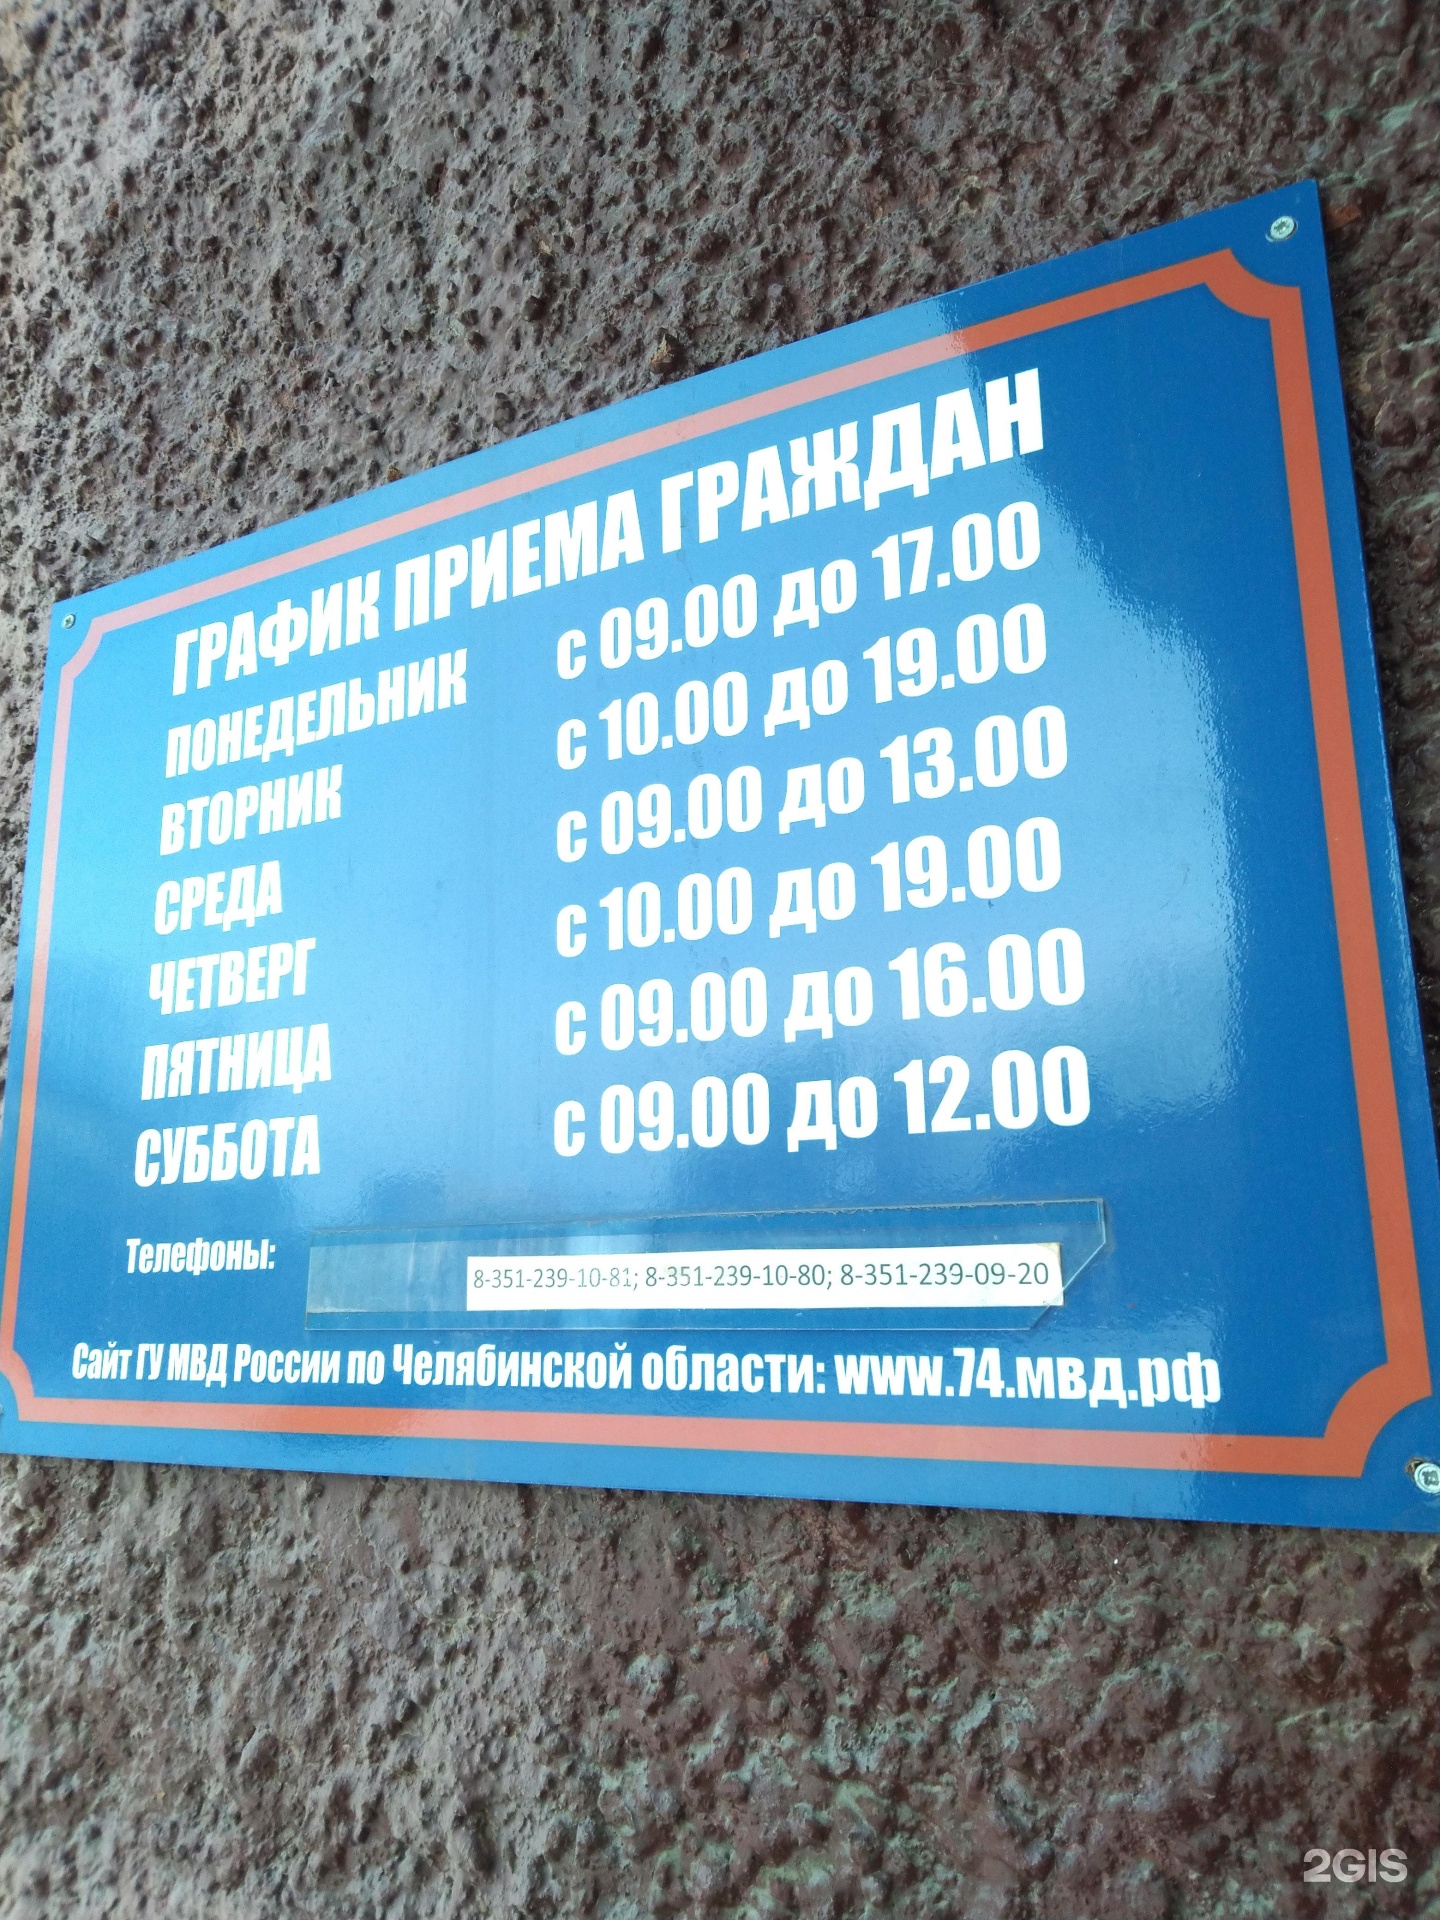 ГРАФИК ПРИЕМА ГРАЖДАН
ПОНЕДЕЛЬНИК с 09.00 до 17.00
ВТОРНИК с 10.00 до 19.00
СРЕДА с 09.00 до 13.00
ЧЕТВЕРГ с 10.00 до 19.00
ПЯТНИЦА с 09.00 до 16.00
СУББОТА с 09.00 до 12.00
Телефоны: 8-351-239-10-81; 8-351-239-10-80; 8-351-239-09-20
Сайт ГУ МВД России по Челябинской области: www.74.мвд.рф
2GIS